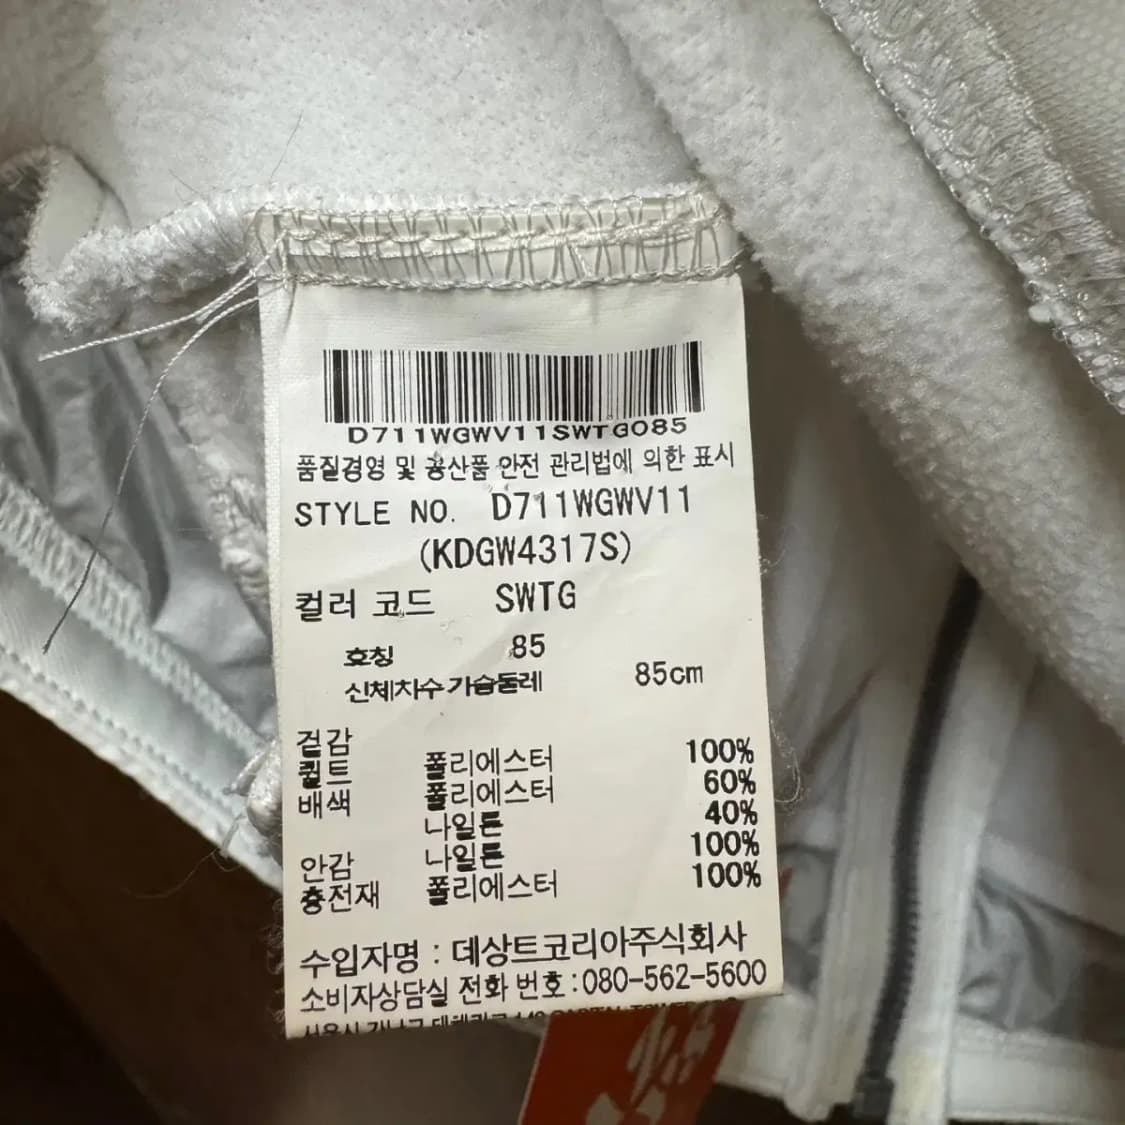 D711WGWV11SWTG085
품질경영 및 공산품 안전 관리법에 의한 표시
STYLE NO. D711WGWV11
(KDGW4317S)
컬러 코드 SWTG
호칭 85
신체치수 가슴둘레 85cm
겉감 폴리에스터 100%
퀼트 폴리에스터 60%
배색 나일론 40%
나일론 100%
안감 폴리에스터 100%
충전재
수입자명 : 데상트코리아주식회사
소비자상담실 전화 번호:080-562-5600